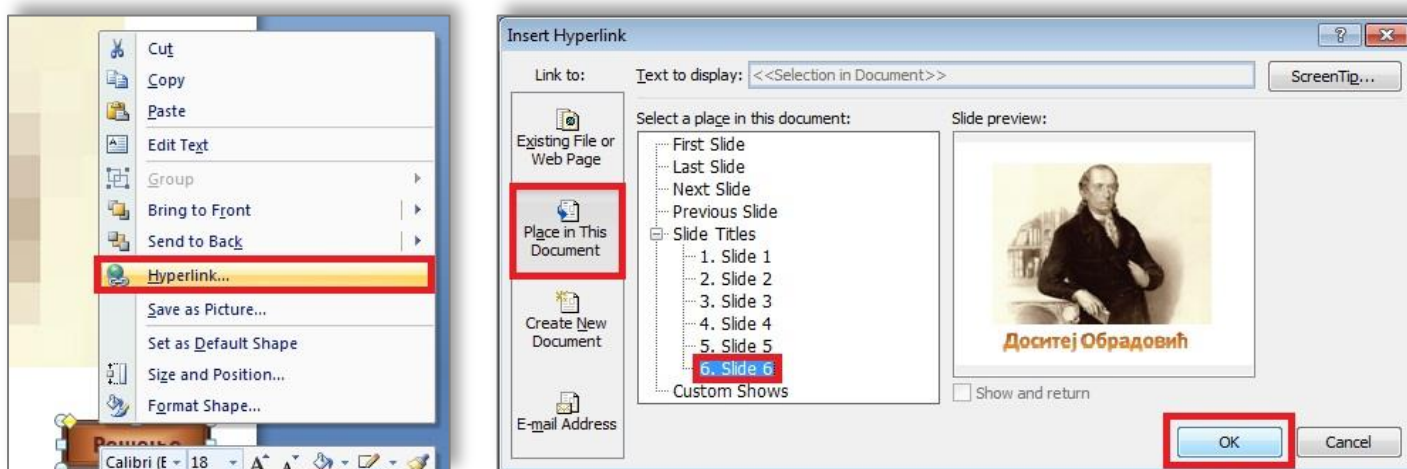 Cut
Copy
Paste
Edit Text
Group
Bring to Front
Send to Back
Hyperlink...
Save as Picture...
Set as Default Shape
Size and Position...
Format Shape...
Решење
Calibri (E 18 A A
Insert Hyperlink
Link to:
Text to display: <<Selection in Document>>
ScreenTip...
Existing File or
Web Page
Place in This
Document
Create New
Document
E-mail Address
Select a place in this document:
First Slide
Last Slide
Next Slide
Previous Slide
Slide Titles
1. Slide 1
2. Slide 2
3. Slide 3
4. Slide 4
5. Slide 5
6. Slide 6
Custom Shows
Slide preview:
Доситеј Обрадовић
Show and return
OK
Cancel